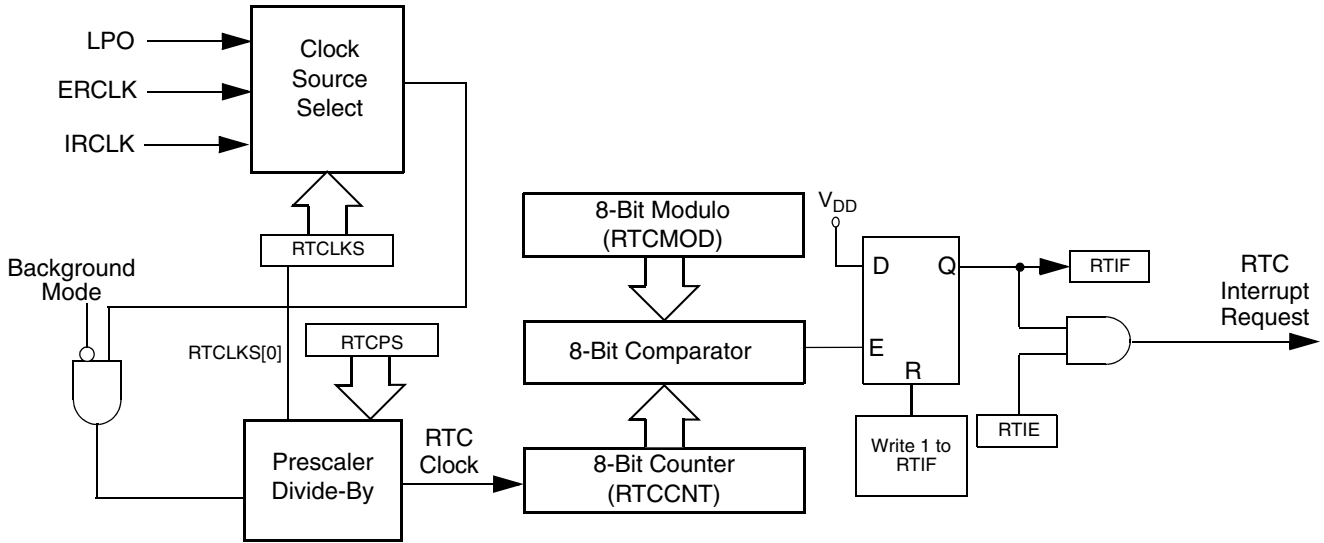 LPO
ERCLK
IRCLK
Clock
Source
Select
RTCLKS
Background
Mode
RTCLKS[0]
RTCPS
Prescaler
Divide-By
RTC
Clock
8-Bit Modulo
(RTCMOD)
8-Bit Comparator
8-Bit Counter
(RTCCNT)
VDD
D
Q
E
R
Write 1 to
RTIF
RTIF
RTIE
RTC
Interrupt
Request